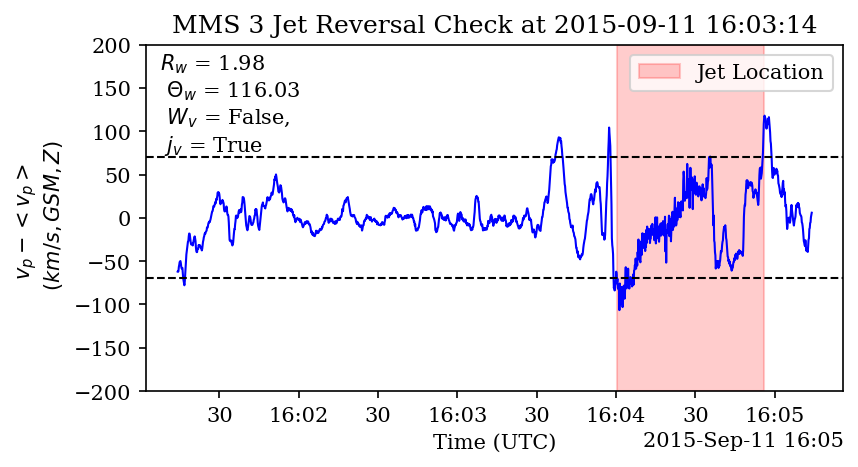 MMS 3 Jet Reversal Check at 2015-09-11 16:03:14
R_w = 1.98
Θ_w = 116.03
W_v = False,
j_v = True
Jet Location
v_p − < v_p >
(km/s, GSM, Z)
200
150
100
50
0
−50
−100
−150
−200
30 16:02 30 16:03 30 16:04 30 16:05
Time (UTC)
2015-Sep-11 16:05